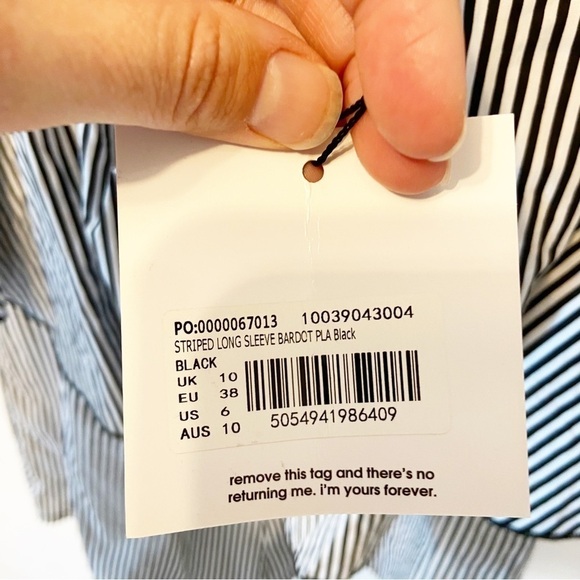 PO:0000067013 10039043004
STRIPED LONG SLEEVE BARDOT PLA Black
BLACK
UK 10
EU 38
US 6
AUS 10
5054941986409
remove this tag and there's no
returning me. i'm yours forever.